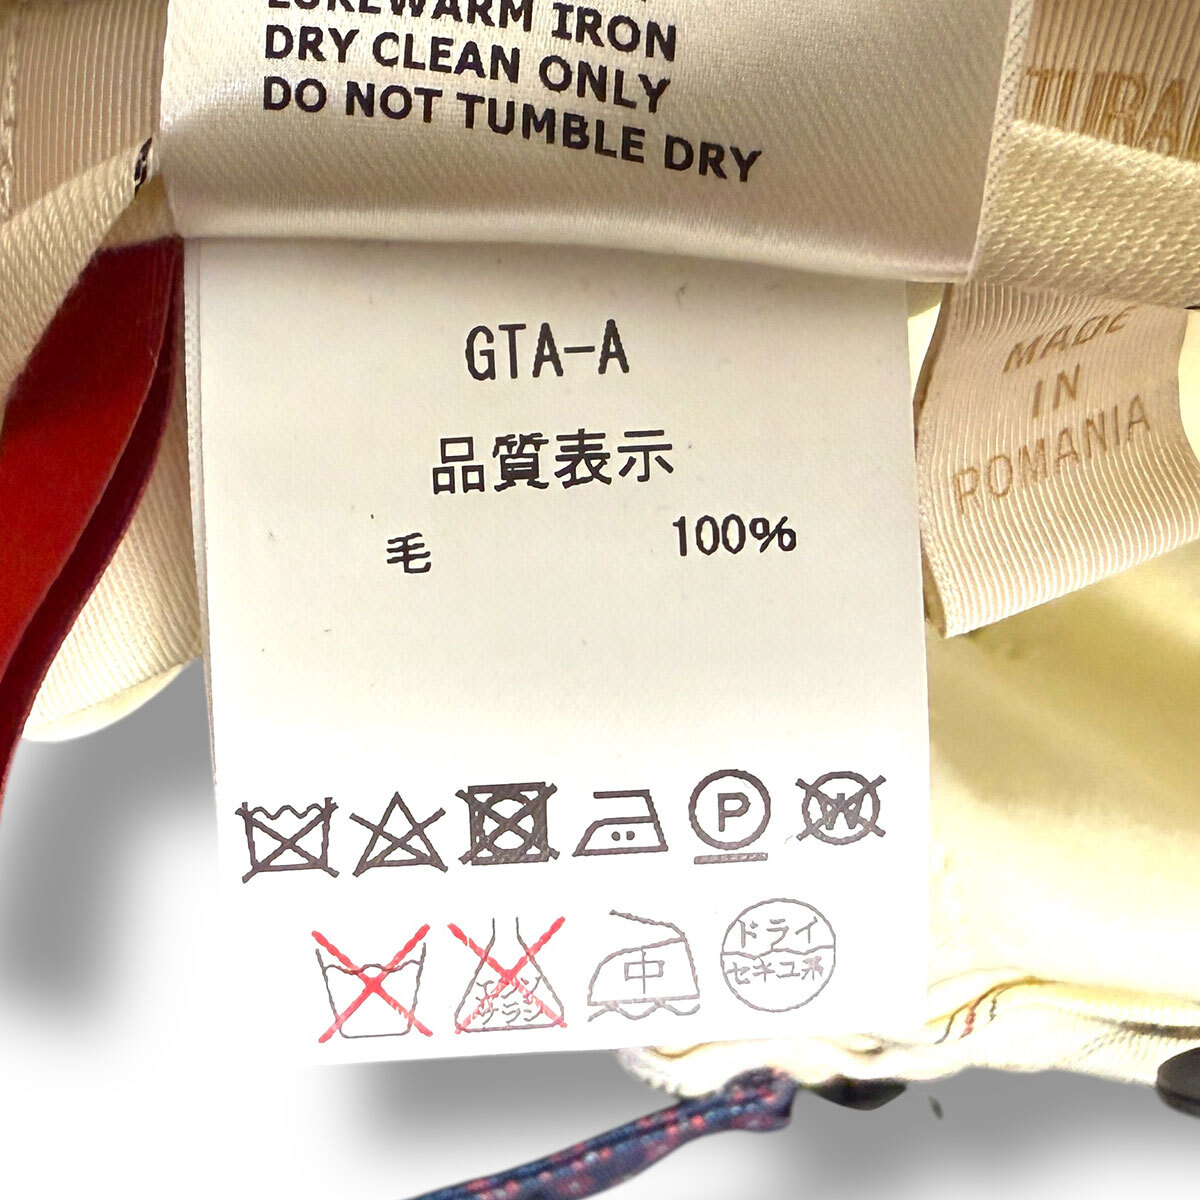 LUKEWARM IRON
DRY CLEAN ONLY
DO NOT TUMBLE DRY
TURA
GTA-A
品質表示
毛 100%
MADE
IN
ROMANIA
P
W
中
ドライ
セキユ系